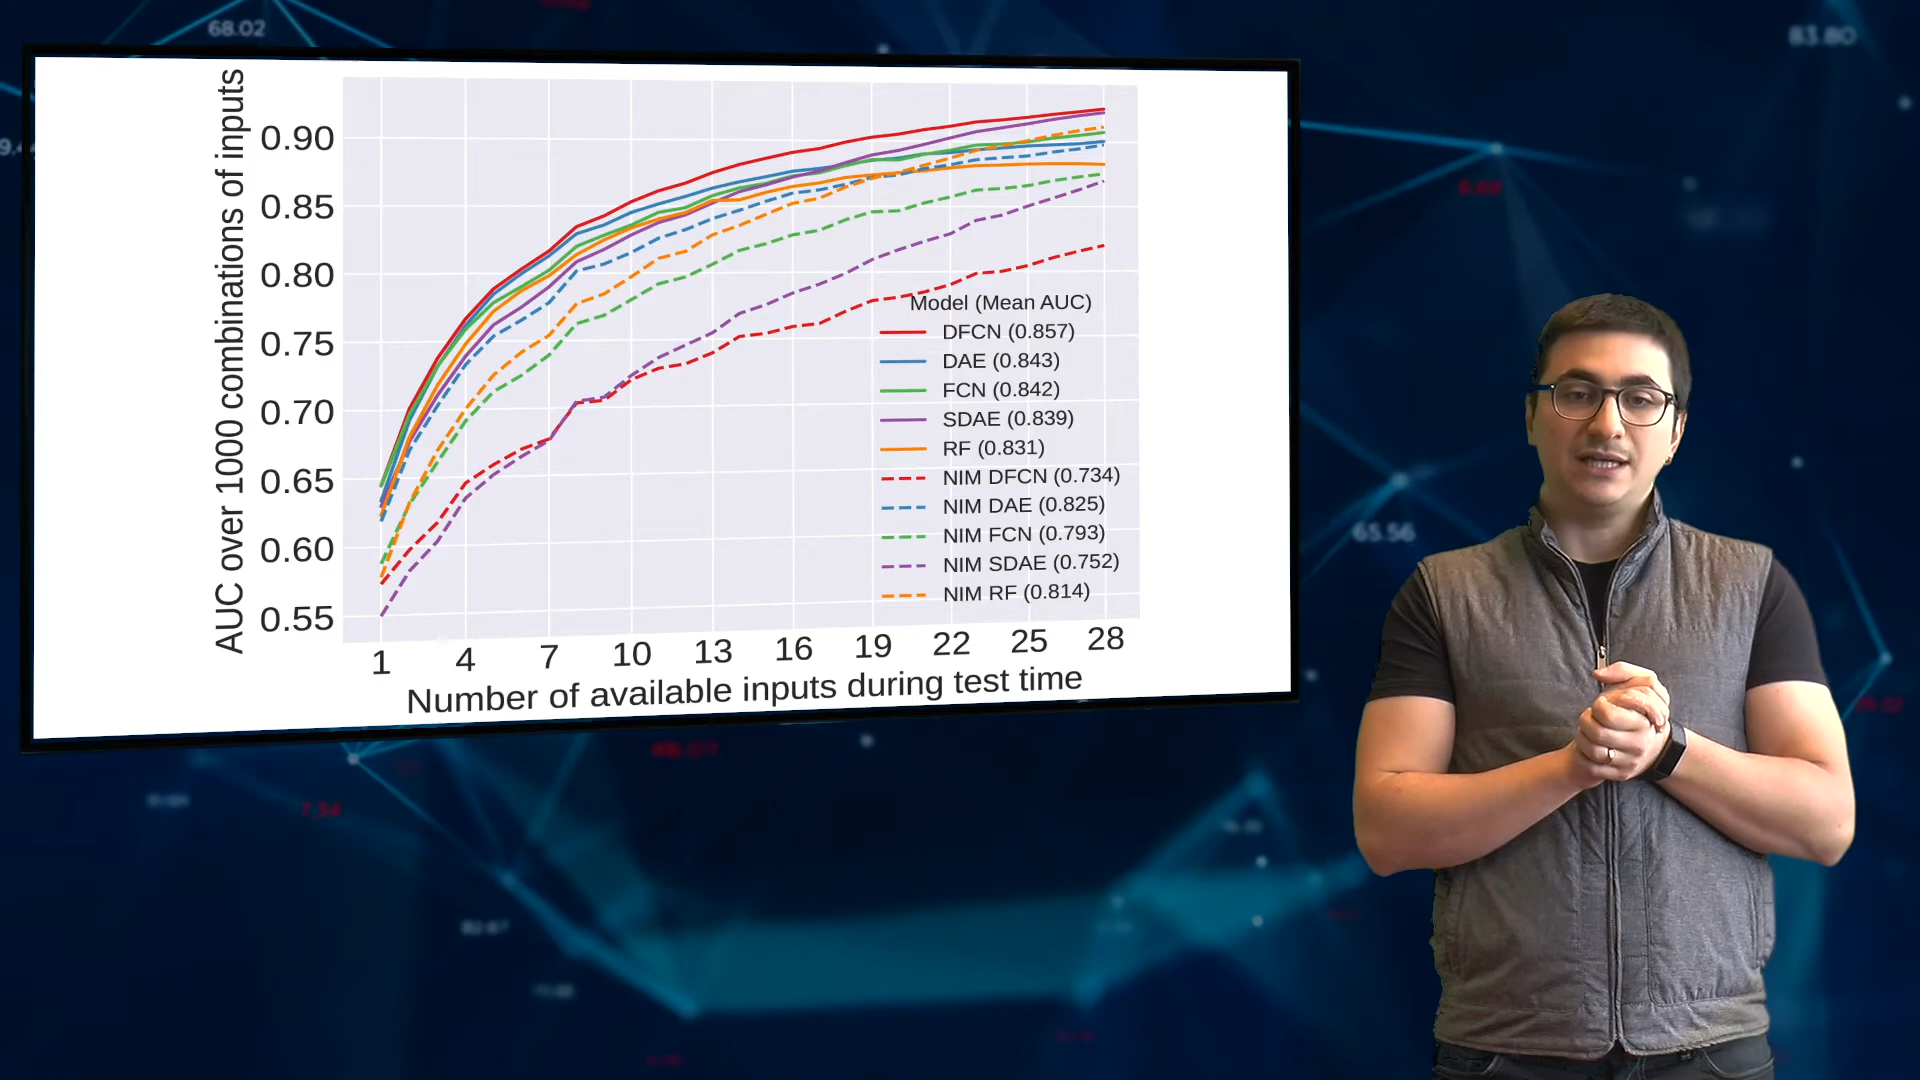 68.02
83.80
AUC over 1000 combinations of inputs
0.90
0.85
0.80
0.75
0.70
0.65
0.60
0.55
1 4 7 10 13 16 19 22 25 28
Number of available inputs during test time
Model (Mean AUC)
DFCN (0.857)
DAE (0.843)
FCN (0.842)
SDAE (0.839)
RF (0.831)
NIM DFCN (0.734)
NIM DAE (0.825)
NIM FCN (0.793)
NIM SDAE (0.752)
NIM RF (0.814)
65.56
7.34